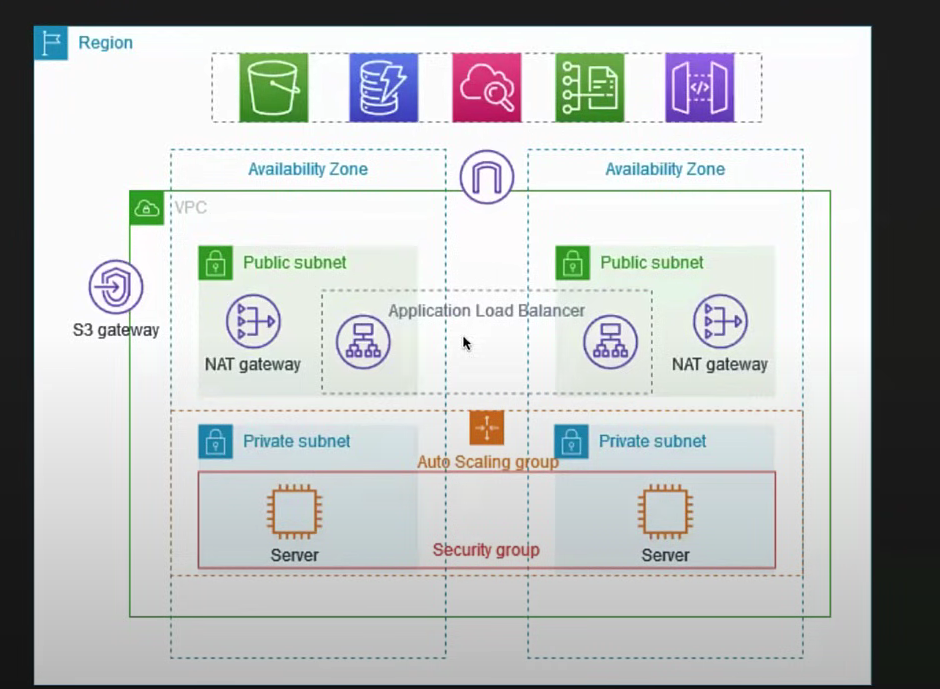 Region
Availability Zone
Availability Zone
VPC
Public subnet
Public subnet
Application Load Balancer
S3 gateway
NAT gateway
NAT gateway
Private subnet
Private subnet
Auto Scaling group
Security group
Server
Server